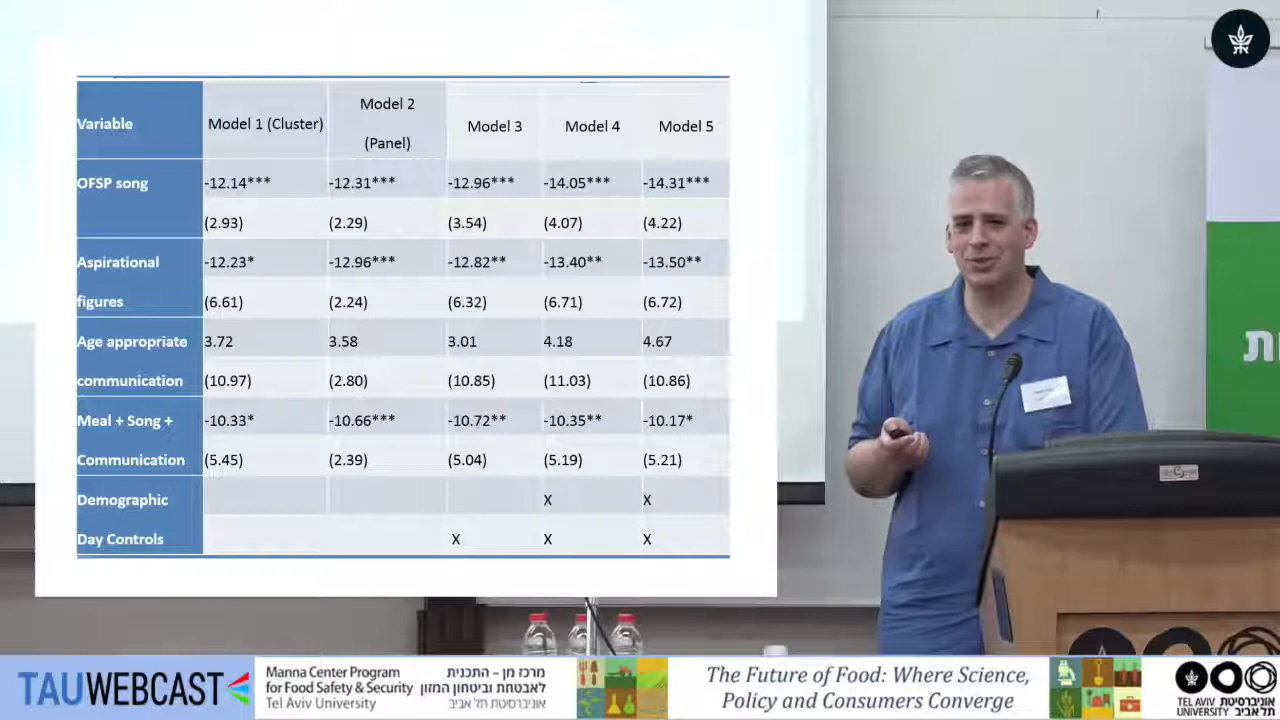 Variable Model 1 (Cluster) Model 2 (Panel) Model 3 Model 4 Model 5
OFSP song -12.14*** -12.31*** -12.96*** -14.05*** -14.31***
(2.93) (2.29) (3.54) (4.07) (4.22)
Aspirational -12.23* -12.96*** -12.82** -13.40** -13.50**
figures (6.61) (2.24) (6.32) (6.71) (6.72)
Age appropriate 3.72 3.58 3.01 4.18 4.67
communication (10.97) (2.80) (10.85) (11.03) (10.86)
Meal + Song + -10.33* -10.66*** -10.72** -10.35** -10.17*
Communication (5.45) (2.39) (5.04) (5.19) (5.21)
Demographic X X
Day Controls X X X
ת
TAUWEBCAST
Manna Center Program
for Food Safety & Security
Tel Aviv University
מרכז מן – התכנית
לאבטחת וביטחון המזון
אוניברסיטת תל אביב
The Future of Food: Where Science,
Policy and Consumers Converge
TEL AVIV אוניברסיטת
UNIVERSITY תל אביב